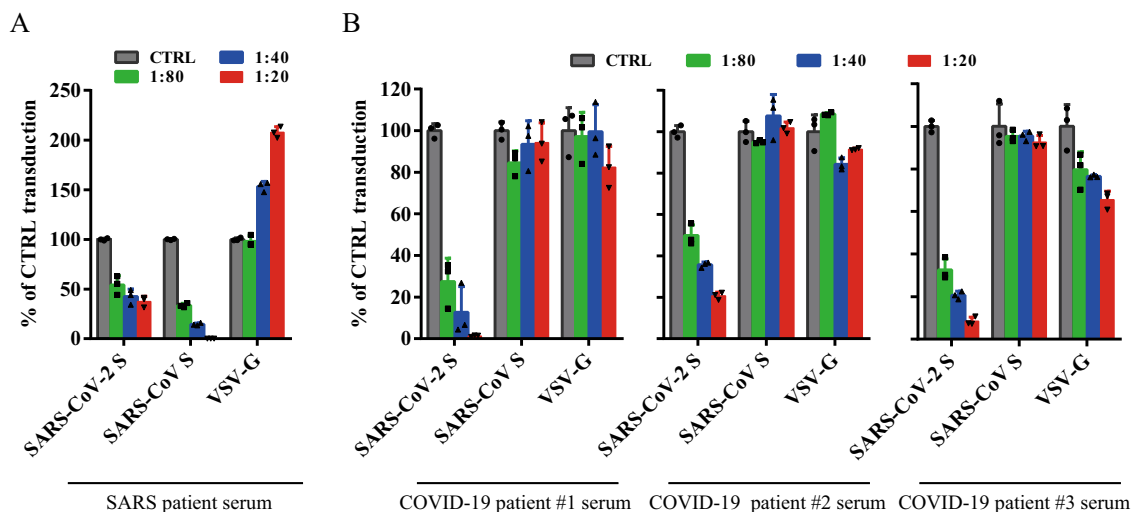 A
B
CTRL 1:40
1:80 1:20
CTRL 1:80 1:40 1:20
% of CTRL transduction
250
200
150
100
50
0
SARS-CoV-2 S
SARS-CoV S
VSV-G
SARS patient serum
% of CTRL transduction
120
100
80
60
40
20
0
SARS-CoV-2 S
SARS-CoV S
VSV-G
COVID-19 patient #1 serum
SARS-CoV-2 S
SARS-CoV S
VSV-G
COVID-19 patient #2 serum
SARS-CoV-2 S
SARS-CoV S
VSV-G
COVID-19 patient #3 serum